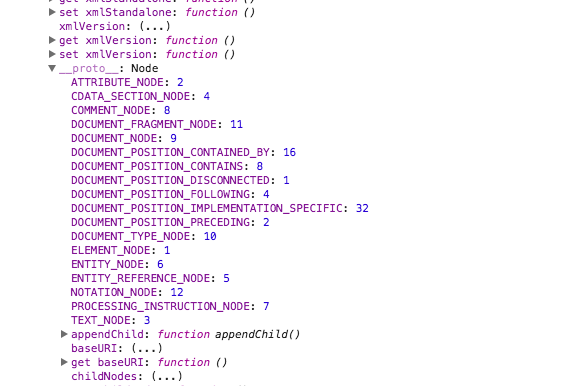 get xmlStandalone: function ()
set xmlStandalone: function ()
xmlVersion: (...)
get xmlVersion: function ()
set xmlVersion: function ()
__proto__: Node
ATTRIBUTE_NODE: 2
CDATA_SECTION_NODE: 4
COMMENT_NODE: 8
DOCUMENT_FRAGMENT_NODE: 11
DOCUMENT_NODE: 9
DOCUMENT_POSITION_CONTAINED_BY: 16
DOCUMENT_POSITION_CONTAINS: 8
DOCUMENT_POSITION_DISCONNECTED: 1
DOCUMENT_POSITION_FOLLOWING: 4
DOCUMENT_POSITION_IMPLEMENTATION_SPECIFIC: 32
DOCUMENT_POSITION_PRECEDING: 2
DOCUMENT_TYPE_NODE: 10
ELEMENT_NODE: 1
ENTITY_NODE: 6
ENTITY_REFERENCE_NODE: 5
NOTATION_NODE: 12
PROCESSING_INSTRUCTION_NODE: 7
TEXT_NODE: 3
appendChild: function appendChild()
baseURI: (...)
get baseURI: function ()
childNodes: (...)